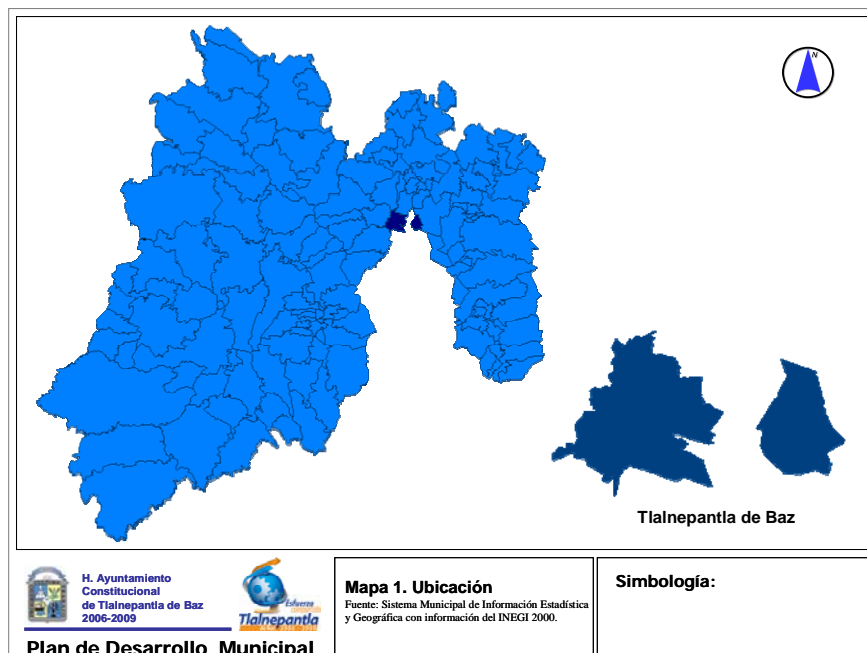 N
Tlalnepantla de Baz
H. Ayuntamiento
Constitucional
de Tlalnepantla de Baz
2006-2009
Esfuerzo
Tlalnepantla
Plan de Desarrollo Municipal
Mapa 1. Ubicación
Fuente: Sistema Municipal de Información Estadística
y Geográfica con información del INEGI 2000.
Simbología: